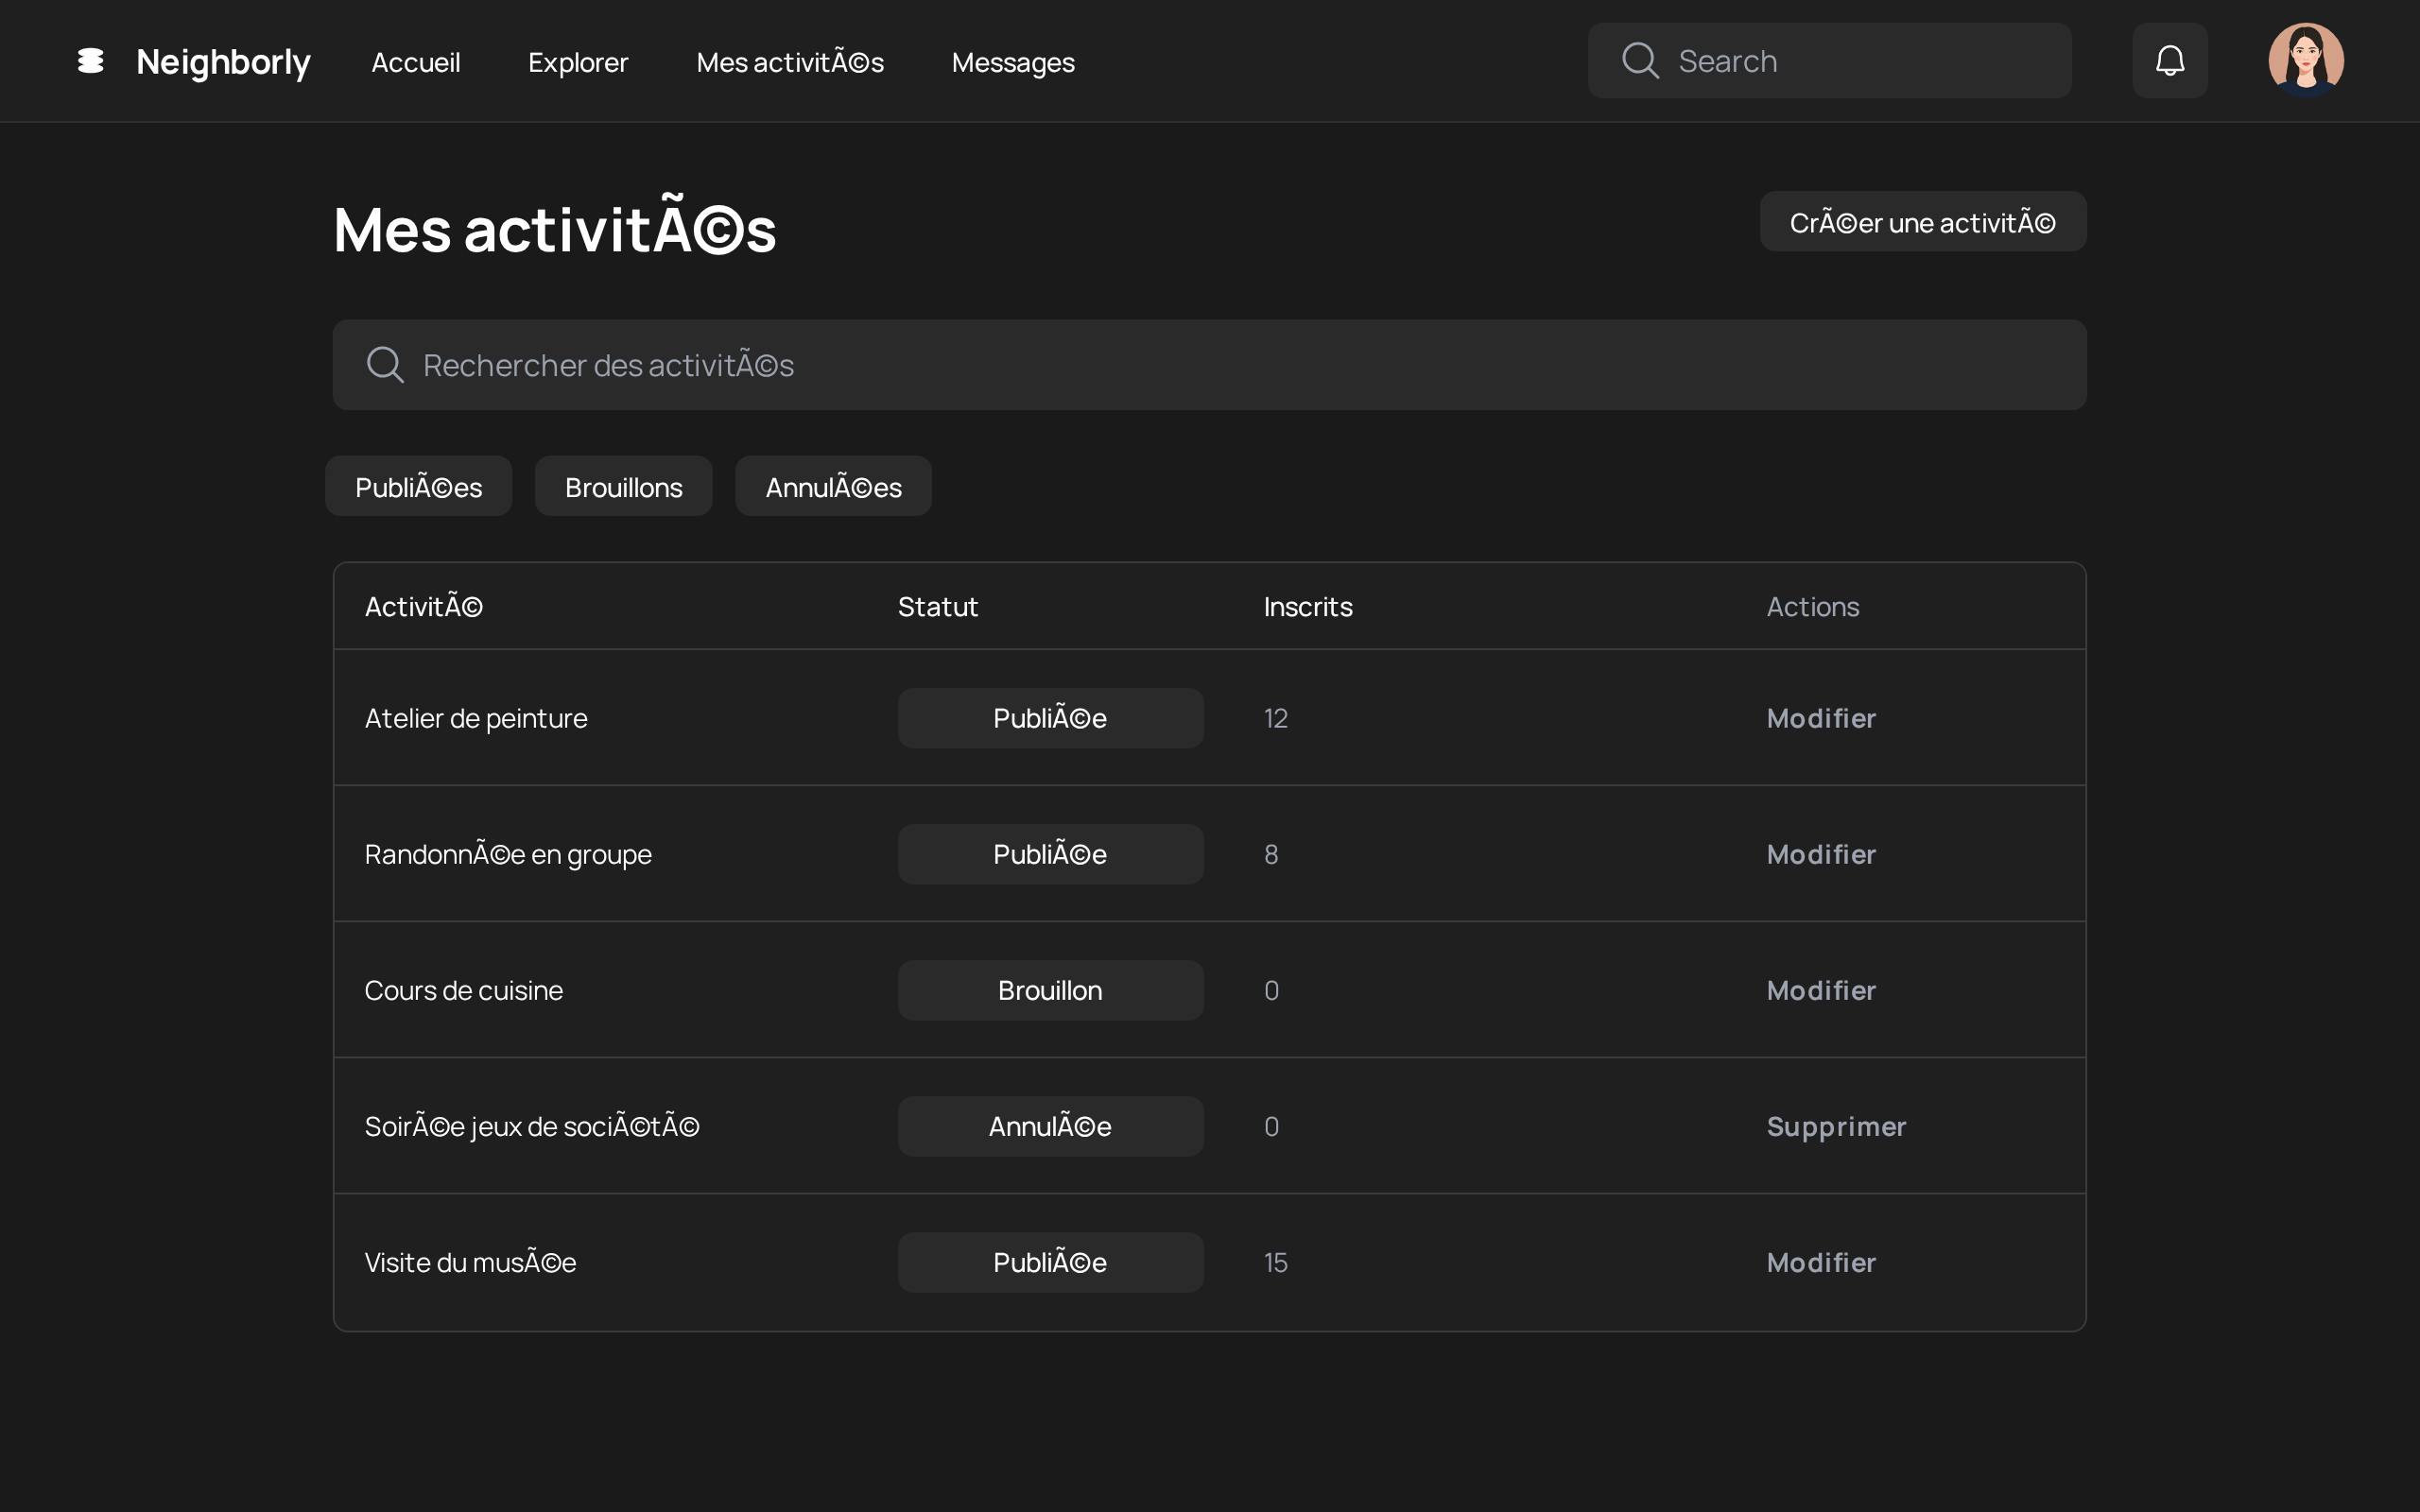 Neighborly Accueil Explorer Mes activitÃ©s Messages Search
Mes activitÃ©s CrÃ©er une activitÃ©
Rechercher des activitÃ©s
PubliÃ©es Brouillons AnnulÃ©es
ActivitÃ© Statut Inscrits Actions
Atelier de peinture PubliÃ©e 12 Modifier
RandonnÃ©e en groupe PubliÃ©e 8 Modifier
Cours de cuisine Brouillon 0 Modifier
SoirÃ©e jeux de sociÃ©tÃ© AnnulÃ©e 0 Supprimer
Visite du musÃ©e PubliÃ©e 15 Modifier